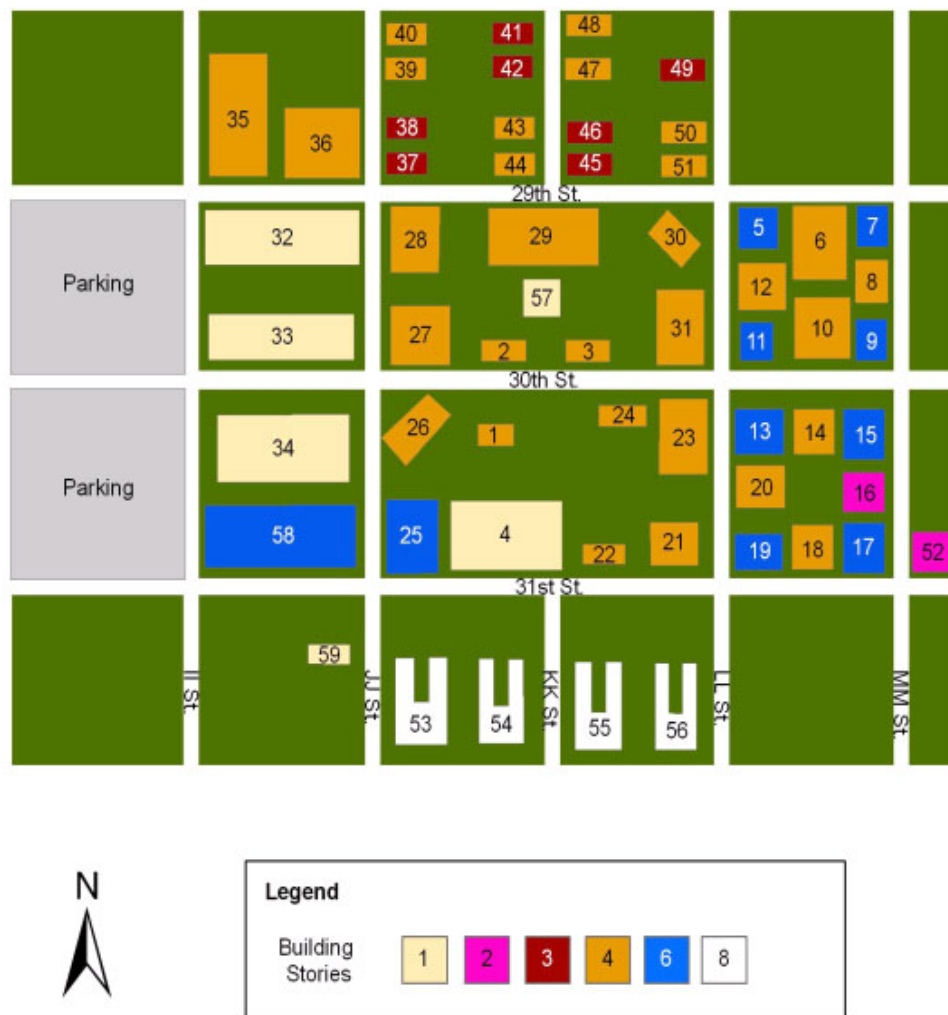 40 41 48
39 42 47 49
35 36 38 43 46 50
37 44 45 51
29th St.
32 28 29 30 5 6 7
Parking 57 12 8
33 27 2 3 31 11 10 9
30th St.
34 26 1 24 23 13 14 15
Parking 20 16
58 25 4 22 21 19 18 17 52
31st St.
59
II St.
JJ St.
KK St.
LL St.
MM St.
53 54 55 56
N
Legend
Building
Stories
1 2 3 4 6 8